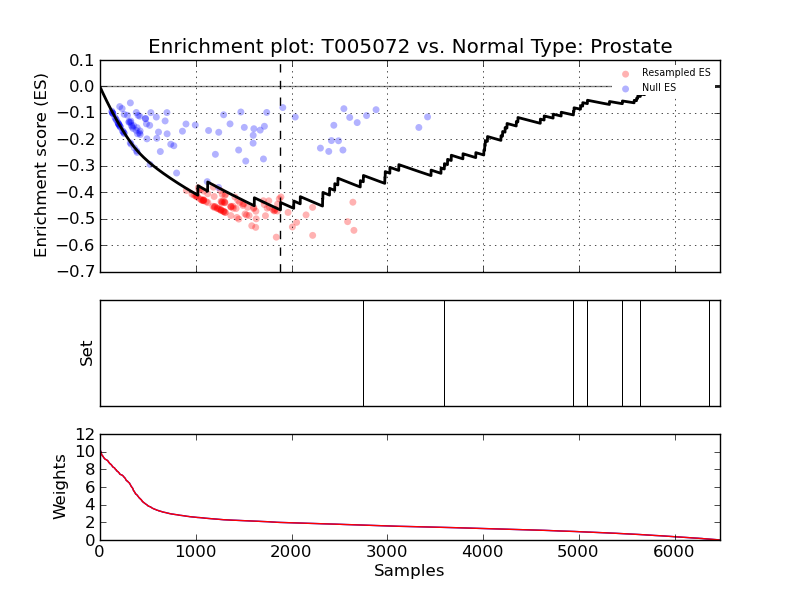 Enrichment plot: T005072 vs. Normal Type: Prostate
Enrichment score (ES)
0.1
0.0
−0.1
−0.2
−0.3
−0.4
−0.5
−0.6
−0.7
Resampled ES
Null ES
Set
Weights
12
10
8
6
4
2
0
0 1000 2000 3000 4000 5000 6000
Samples